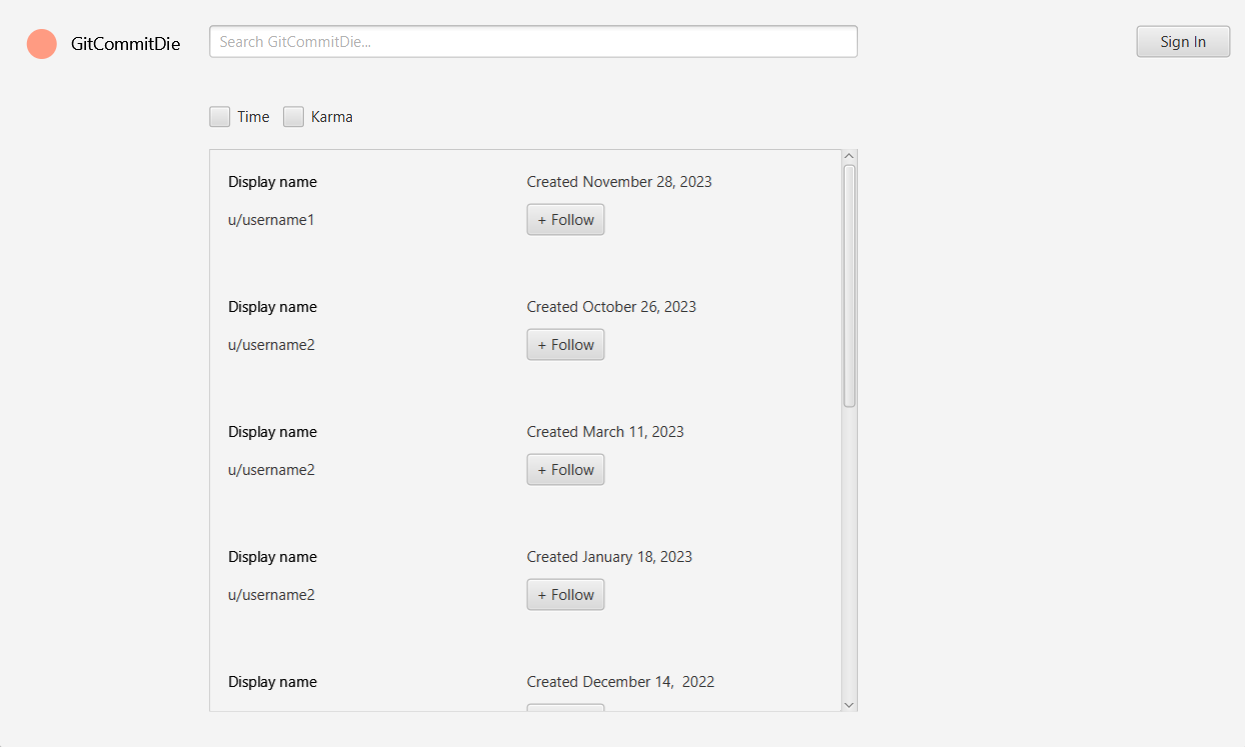 GitCommitDie
Search GitCommitDie...
Sign In
Time
Karma
Display name
Created November 28, 2023
u/username1
+ Follow
Display name
Created October 26, 2023
u/username2
+ Follow
Display name
Created March 11, 2023
u/username2
+ Follow
Display name
Created January 18, 2023
u/username2
+ Follow
Display name
Created December 14,  2022